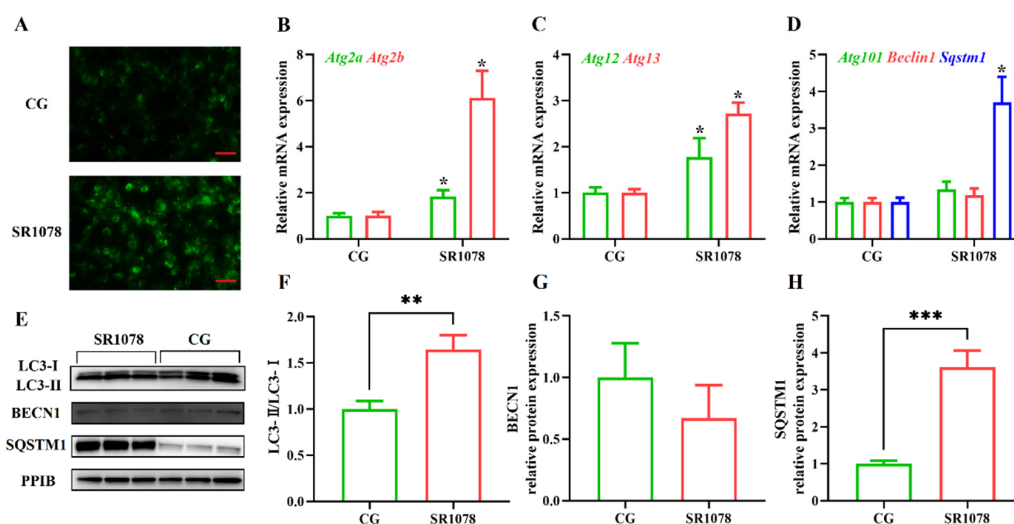 A
CG
SR1078
B
Relative mRNA expression
8
6
4
2
0
Atg2a Atg2b
*
*
CG
SR1078
C
Relative mRNA expression
4
3
2
1
0
Atg12 Atg13
*
*
CG
SR1078
D
Relative mRNA expression
5
4
3
2
1
0
Atg101 Beclin1 Sqstm1
*
CG
SR1078
E
SR1078 CG
LC3-I
LC3-II
BECN1
SQSTM1
PPIB
F
LC3-II/LC3-I
2.0
1.5
1.0
0.5
0.0
**
CG
SR1078
G
BECN1
relative protein expression
1.5
1.0
0.5
0.0
CG
SR1078
H
SQSTM1
relative protein expression
5
4
3
2
1
0
***
CG
SR1078